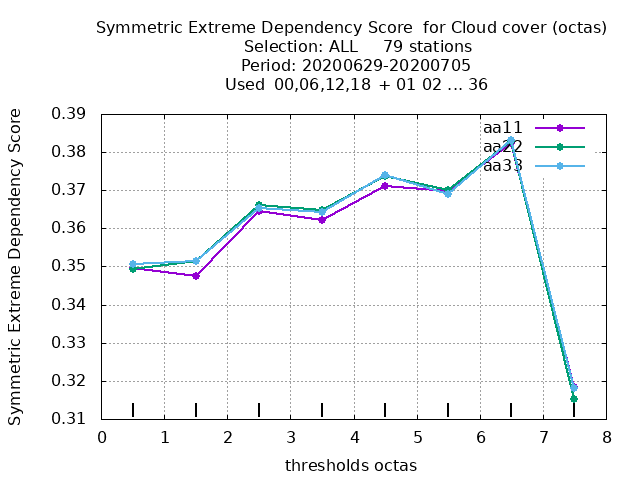 Symmetric Extreme Dependency Score  for Cloud cover (octas)
Selection: ALL     79 stations
Period: 20200629-20200705
Used  00,06,12,18 + 01 02 ... 36
aa11
aa22
aa33
Symmetric Extreme Dependency Score
0.39
0.38
0.37
0.36
0.35
0.34
0.33
0.32
0.31
0 1 2 3 4 5 6 7 8
thresholds octas